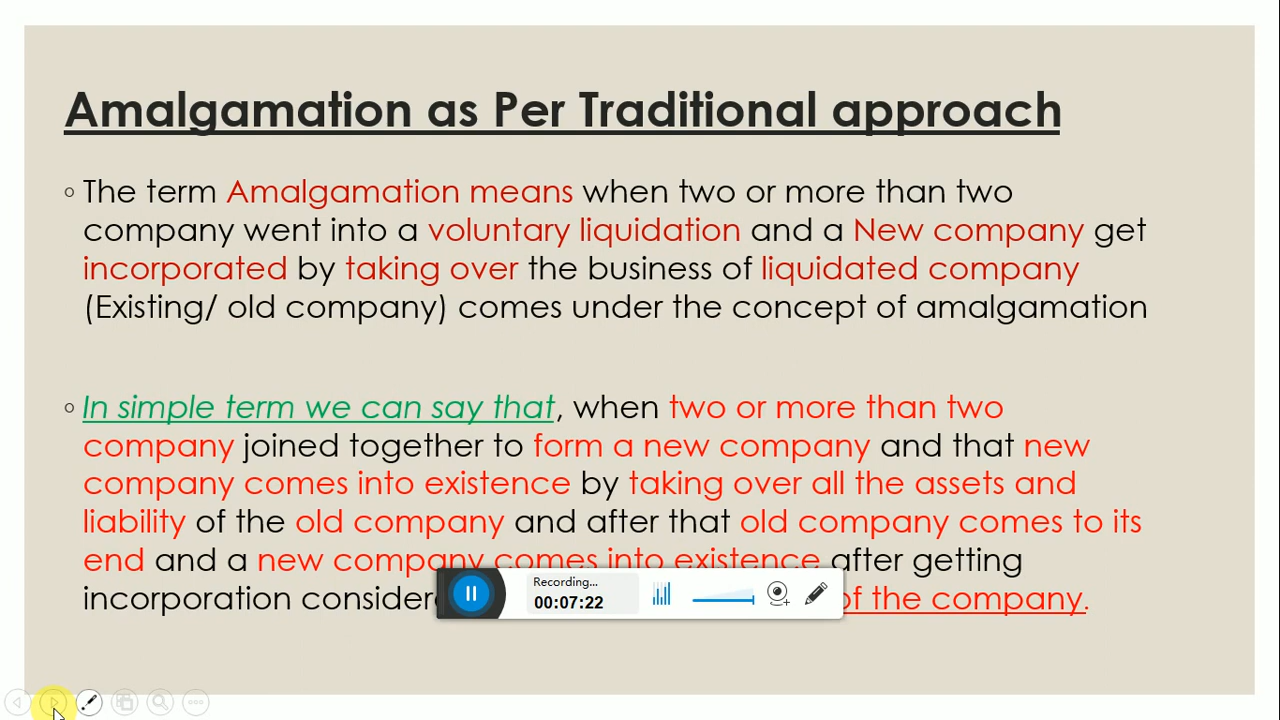 Amalgamation as Per Traditional approach
The term Amalgamation means when two or more than two
company went into a voluntary liquidation and a New company get
incorporated by taking over the business of liquidated company
(Existing/ old company) comes under the concept of amalgamation
In simple term we can say that, when two or more than two
company joined together to form a new company and that new
company comes into existence by taking over all the assets and
liability of the old company and after that old company comes to its
end and a new company comes into existence after getting
incorporation of the company.
Recording...
00:07:22